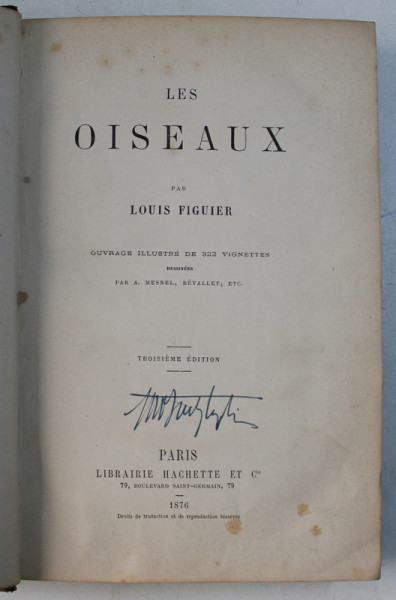 LES
OISEAUX
PAR
LOUIS FIGUIER
OUVRAGE ILLUSTRÉ DE 322 VIGNETTES
DESSINÉES
PAR A. MESNEL, BÉVALLET, ETC.
TROISIÈME ÉDITION
PARIS
LIBRAIRIE HACHETTE ET Cie
79, BOULEVARD SAINT-GERMAIN, 79
1876
Droits de traduction et de reproduction réservés